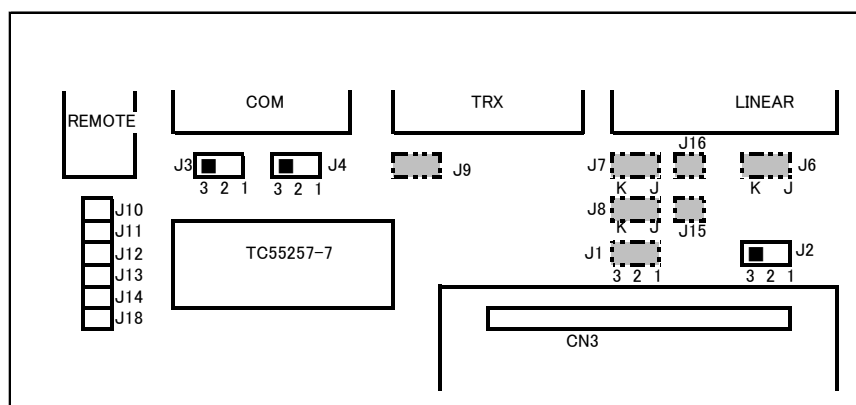 COM
TRX
LINEAR
REMOTE
J16
J3
J4
J9
J7
J6
3 2 1
3 2 1
K J
K J
J10
J8
J11
K J
J15
J12
TC55257-7
J1
J2
J13
3 2 1
3 2 1
J14
J18
CN3